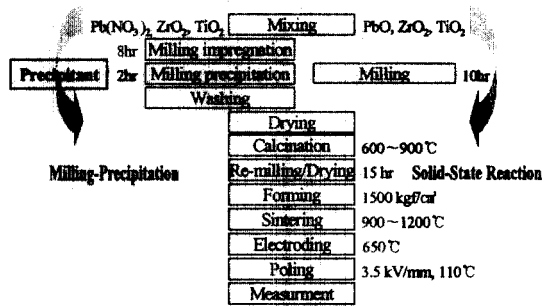 Pb(NO₃)₂, ZrO₂, TiO₂ Mixing PbO, ZrO₂, TiO₂
8hr Milling impregnation
Precipitant 2hr Milling precipitation Milling 10hr
Washing
Drying
Calcination 600~900℃
Milling-Precipitation Re-milling/Drying 15 hr Solid-State Reaction
Forming 1500 kgf/㎠
Sintering 900~1200℃
Electroding 650℃
Poling 3.5 kV/mm, 110℃
Measurment